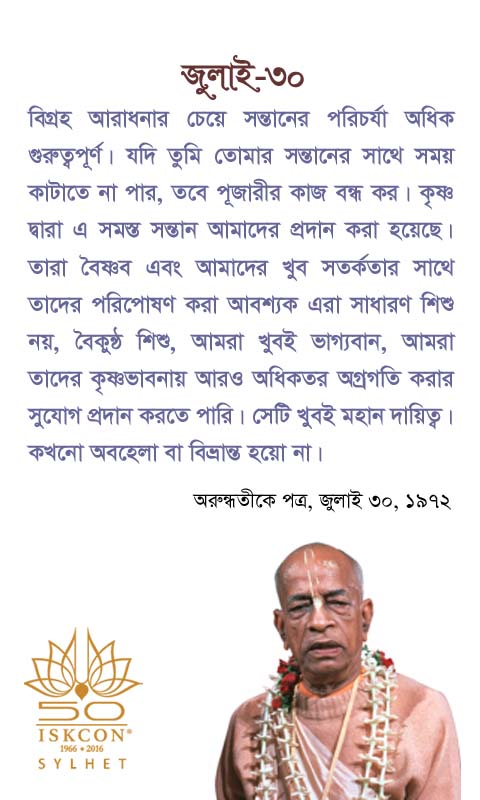 জুলাই-৩০
বিগ্রহ আরাধনার চেয়ে সন্তানের পরিচর্যা অধিক
গুরুত্বপূর্ণ। যদি তুমি তোমার সন্তানের সাথে সময়
কাটাতে না পার, তবে পূজারীর কাজ বন্ধ কর। কৃষ্ণ
দ্বারা এ সমস্ত সন্তান আমাদের প্রদান করা হয়েছে।
তারা বৈষ্ণব এবং আমাদের খুব সতর্কতার সাথে
তাদের পরিপোষণ করা আবশ্যক এরা সাধারণ শিশু
নয়, বৈকুণ্ঠ শিশু, আমরা খুবই ভাগ্যবান, আমরা
তাদের কৃষ্ণভাবনায় আরও অধিকতর অগ্রগতি করার
সুযোগ প্রদান করতে পারি। সেটি খুবই মহান দায়িত্ব।
কখনো অবহেলা বা বিভ্রান্ত হয়ো না।
অরুন্ধতীকে পত্র, জুলাই ৩০, ১৯৭২
50
ISKCON®
1966 • 2016
SYLHET